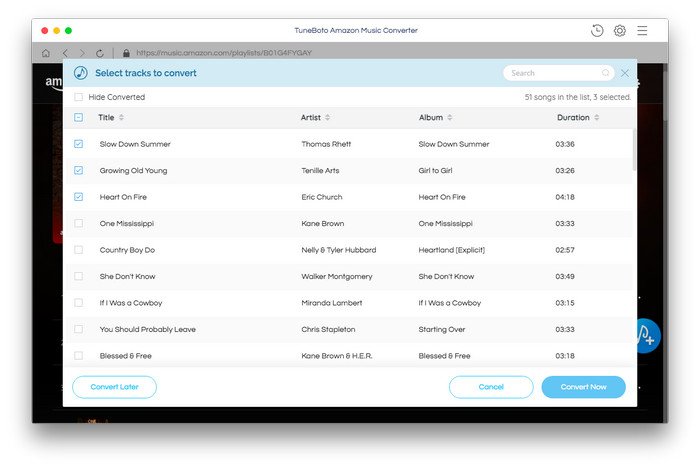 TuneBoto Amazon Music Converter
https://music.amazon.com/playlists/B01G4FYGAY
Select tracks to convert
Search
Hide Converted
51 songs in the list, 3 selected.
Title Artist Album Duration
Slow Down Summer Thomas Rhett Slow Down Summer 03:36
Growing Old Young Tenille Arts Girl to Girl 03:26
Heart On Fire Eric Church Heart On Fire 04:18
One Mississippi Kane Brown One Mississippi 03:33
Country Boy Do Nelly & Tyler Hubbard Heartland [Explicit] 02:57
She Don't Know Walker Montgomery She Don't Know 03:49
If I Was a Cowboy Miranda Lambert If I Was a Cowboy 03:15
You Should Probably Leave Chris Stapleton Starting Over 03:33
Blessed & Free Kane Brown & H.E.R. Blessed & Free 03:18
Convert Later Cancel Convert Now